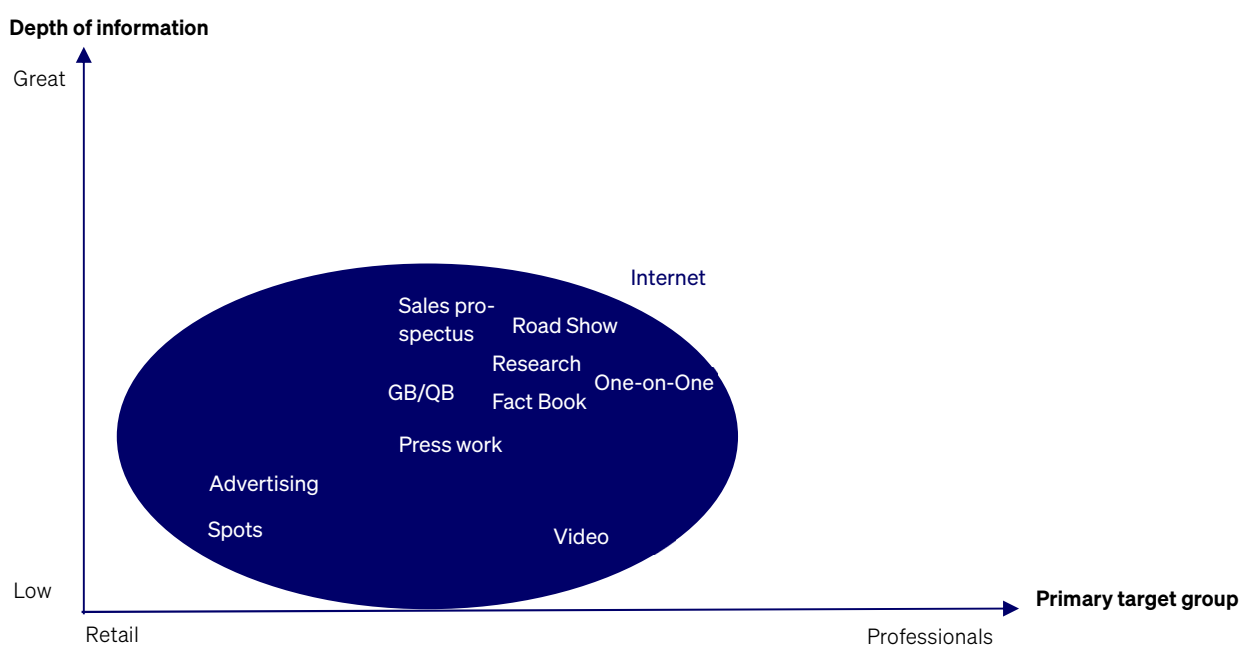 Depth of information
Great
Internet
Sales pro-
spectus
Road Show
Research
One-on-One
GB/QB
Fact Book
Press work
Advertising
Spots
Video
Low
Primary target group
Retail
Professionals